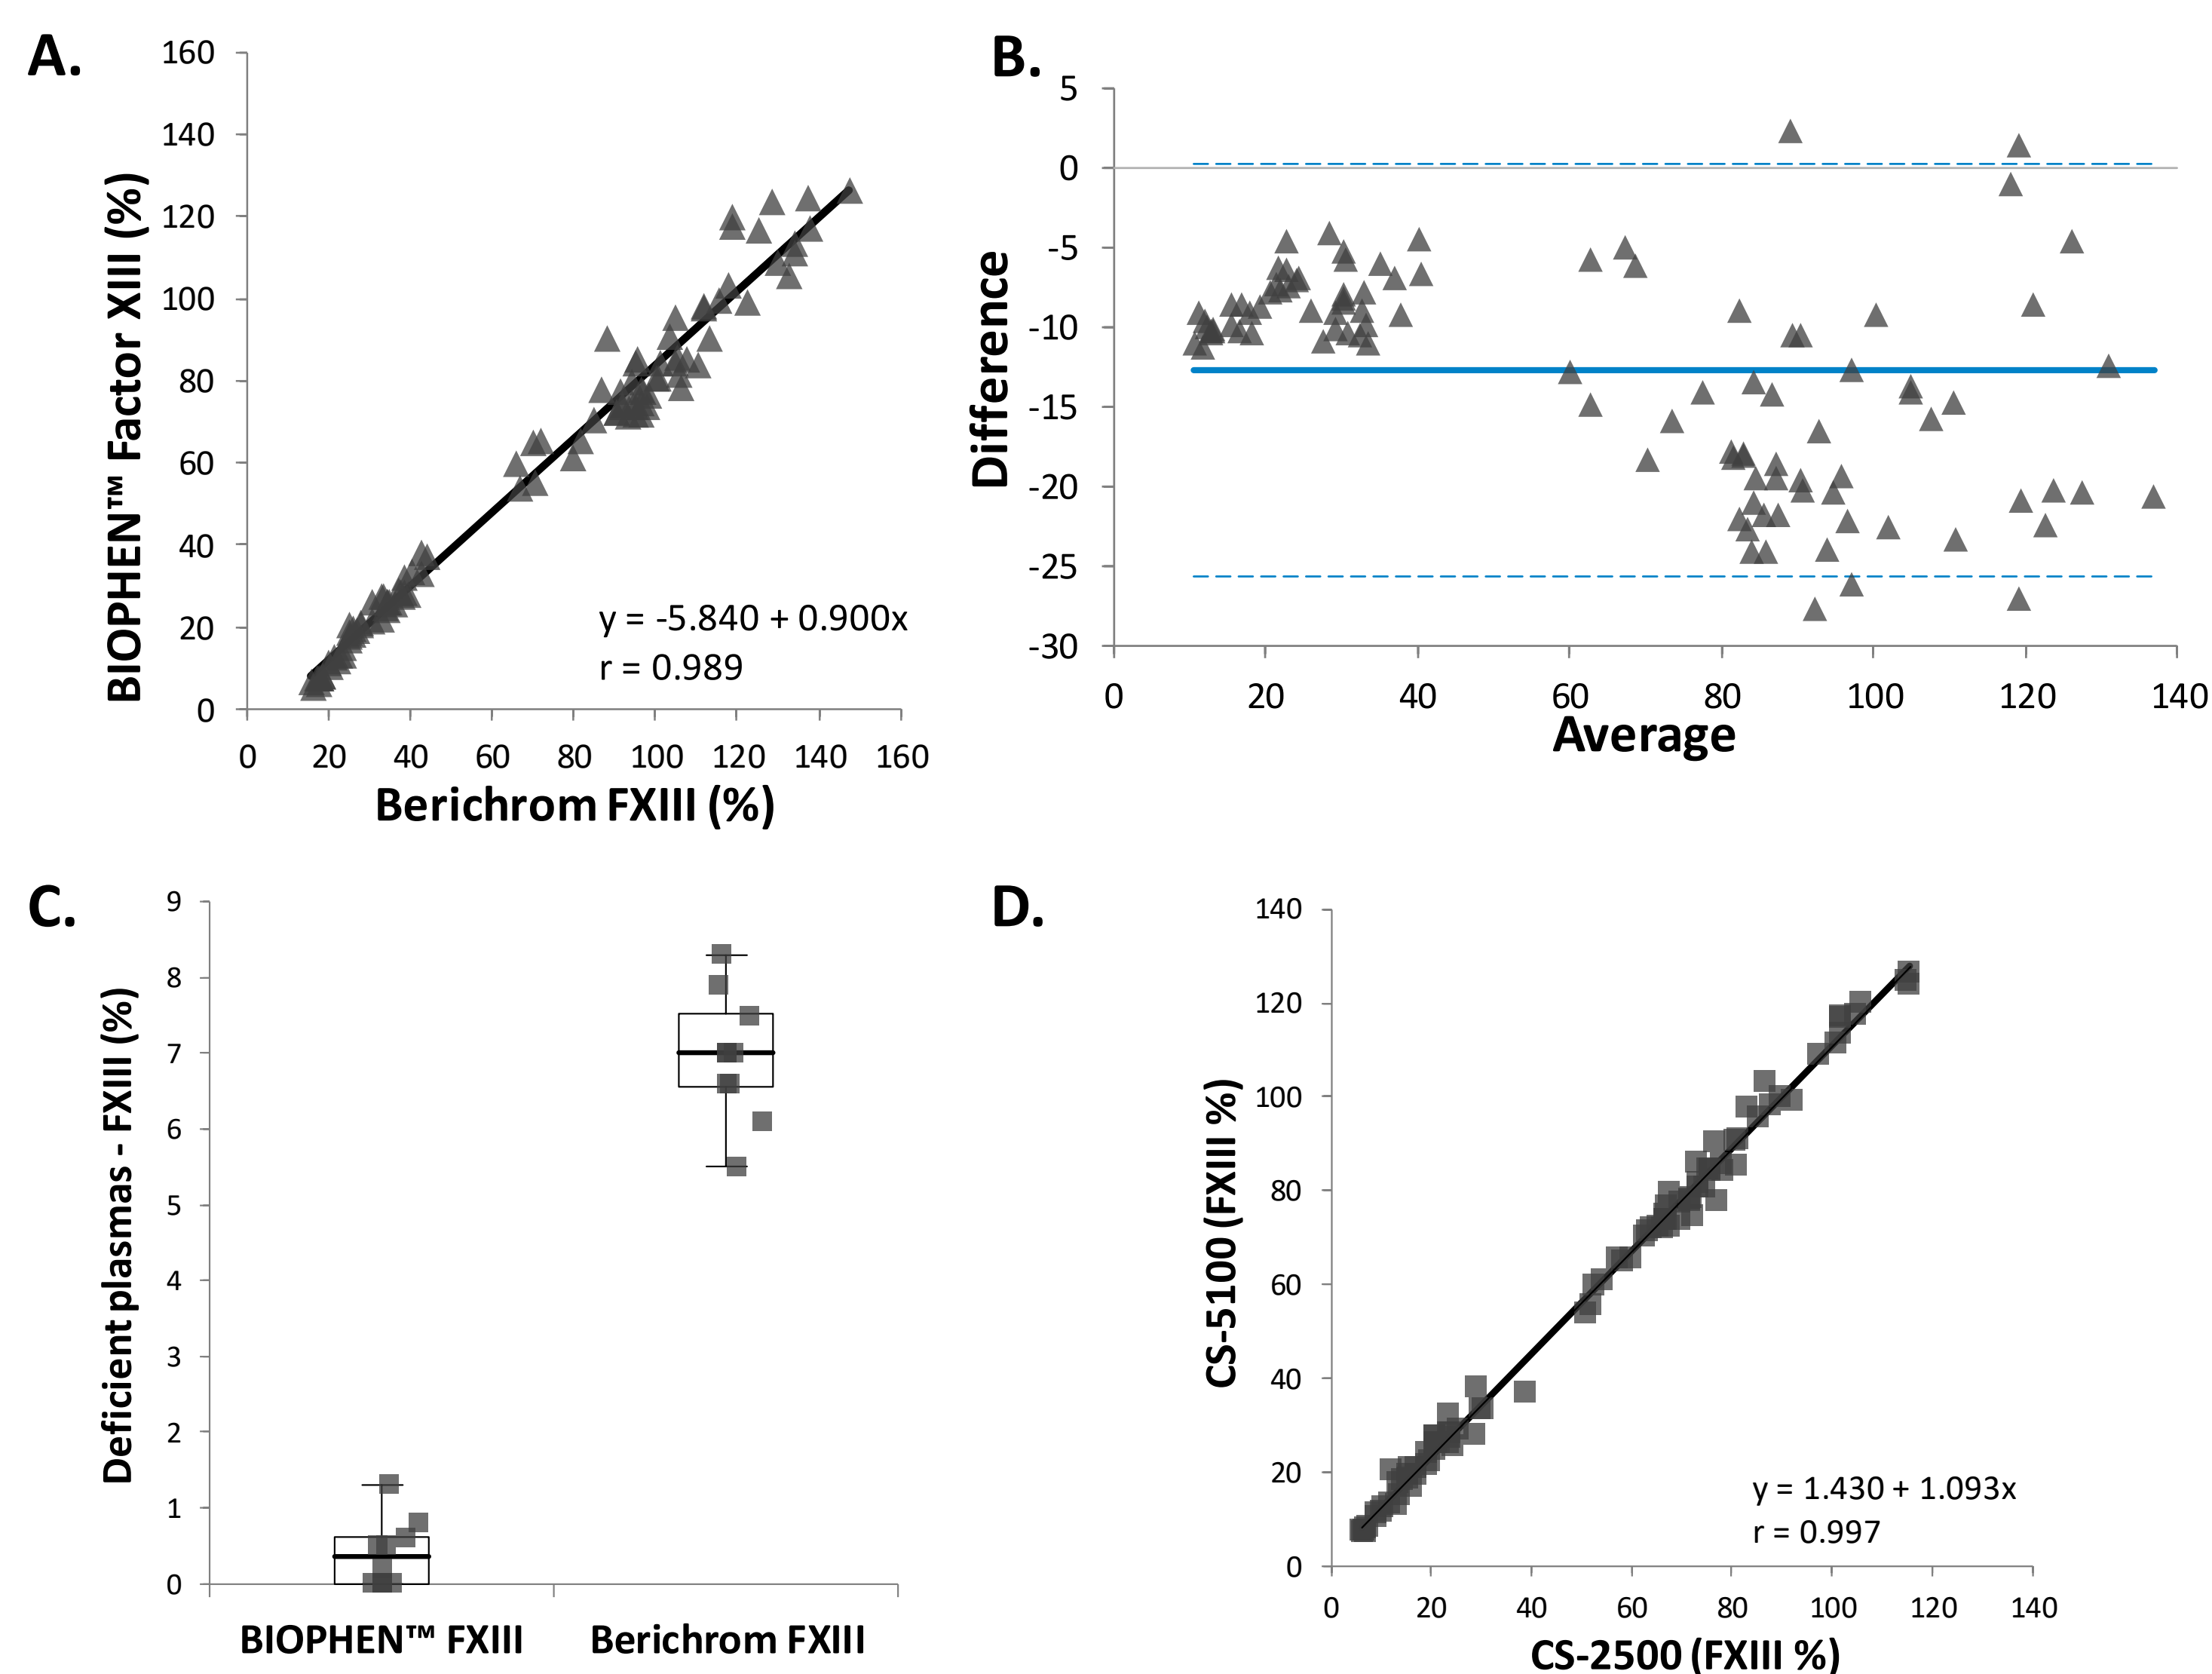 A.
160
140
120
100
80
60
40
20
0
BIOPHEN™ Factor XIII (%)
y = -5.840 + 0.900x
r = 0.989
0 20 40 60 80 100 120 140 160
Berichrom FXIII (%)
B.
5
0
-5
-10
-15
-20
-25
-30
Difference
0 20 40 60 80 100 120 140
Average
C.
9
8
7
6
5
4
3
2
1
0
Deficient plasmas - FXIII (%)
BIOPHEN™ FXIII Berichrom FXIII
D.
140
120
100
80
60
40
20
0
CS-5100 (FXIII %)
y = 1.430 + 1.093x
r = 0.997
0 20 40 60 80 100 120 140
CS-2500 (FXIII %)